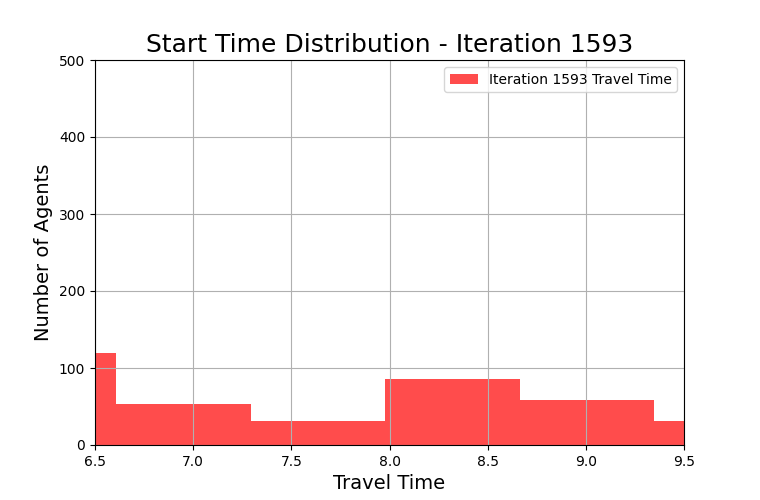 Start Time Distribution - Iteration 1593
500
400
300
200
100
0
Number of Agents
Iteration 1593 Travel Time
6.5 7.0 7.5 8.0 8.5 9.0 9.5
Travel Time